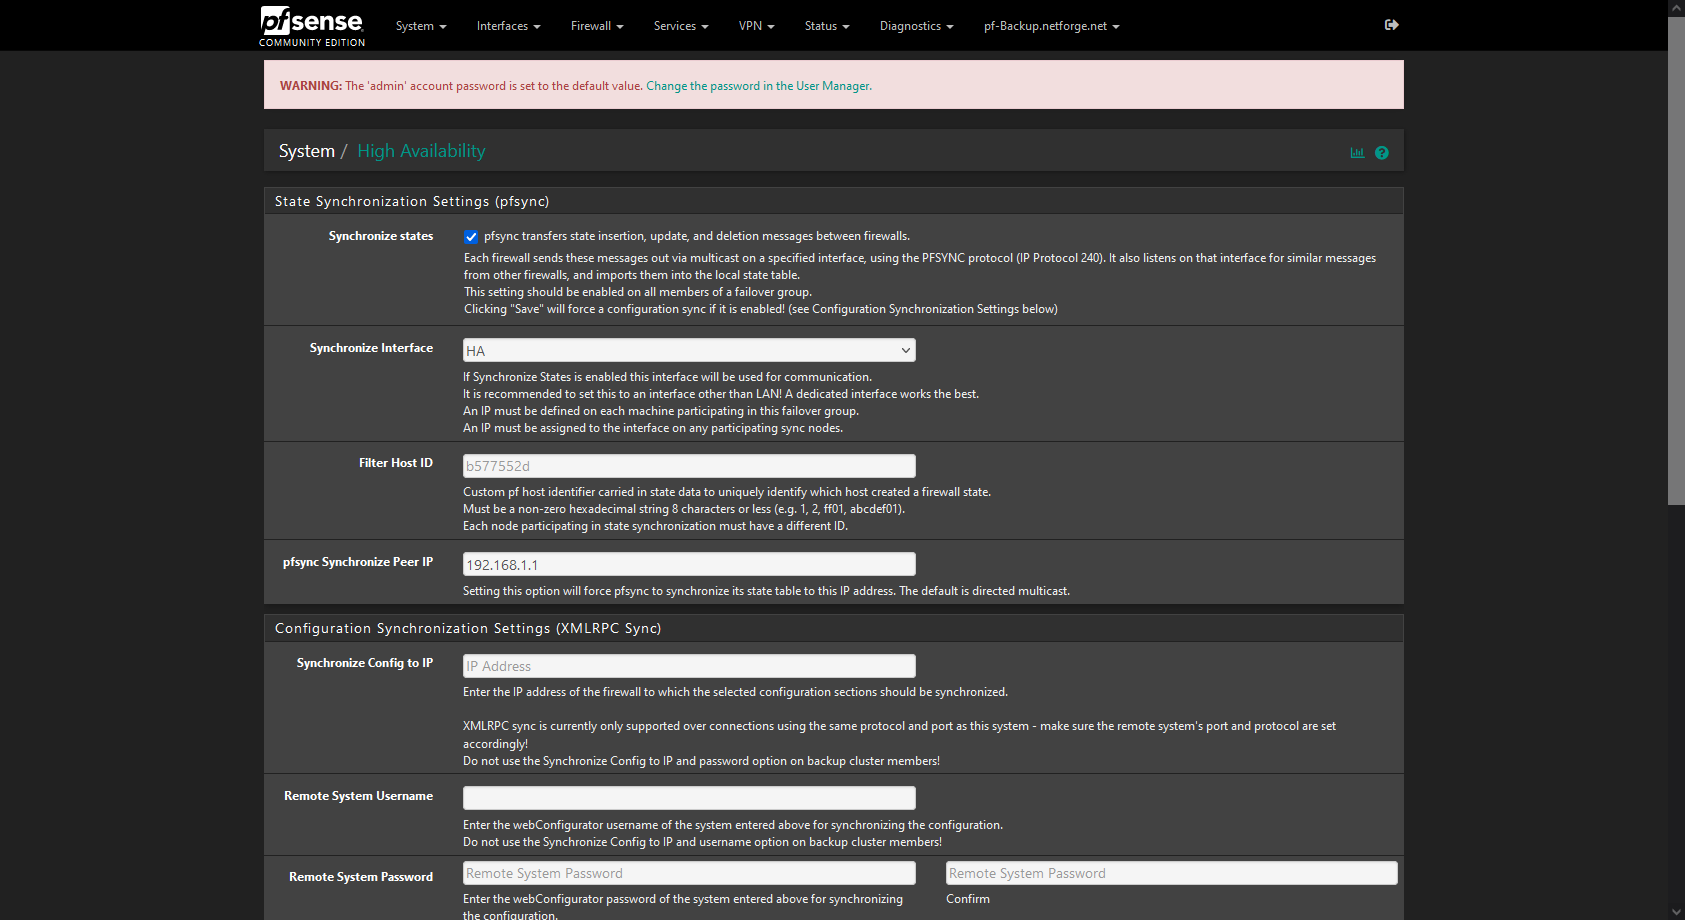 pfsense
COMMUNITY EDITION
System Interfaces Firewall Services VPN Status Diagnostics pf-Backup.netforge.net
WARNING: The 'admin' account password is set to the default value. Change the password in the User Manager.
System / High Availability
State Synchronization Settings (pfsync)
Synchronize states
pfsync transfers state insertion, update, and deletion messages between firewalls.
Each firewall sends these messages out via multicast on a specified interface, using the PFSYNC protocol (IP Protocol 240). It also listens on that interface for similar messages
from other firewalls, and imports them into the local state table.
This setting should be enabled on all members of a failover group.
Clicking "Save" will force a configuration sync if it is enabled! (see Configuration Synchronization Settings below)
Synchronize Interface
HA
If Synchronize States is enabled this interface will be used for communication.
It is recommended to set this to an interface other than LAN! A dedicated interface works the best.
An IP must be defined on each machine participating in this failover group.
An IP must be assigned to the interface on any participating sync nodes.
Filter Host ID
b577552d
Custom pf host identifier carried in state data to uniquely identify which host created a firewall state.
Must be a non-zero hexadecimal string 8 characters or less (e.g. 1, 2, ff01, abcdef01).
Each node participating in state synchronization must have a different ID.
pfsync Synchronize Peer IP
192.168.1.1
Setting this option will force pfsync to synchronize its state table to this IP address. The default is directed multicast.
Configuration Synchronization Settings (XMLRPC Sync)
Synchronize Config to IP
IP Address
Enter the IP address of the firewall to which the selected configuration sections should be synchronized.
XMLRPC sync is currently only supported over connections using the same protocol and port as this system - make sure the remote system's port and protocol are set
accordingly!
Do not use the Synchronize Config to IP and password option on backup cluster members!
Remote System Username
Enter the webConfigurator username of the system entered above for synchronizing the configuration.
Do not use the Synchronize Config to IP and username option on backup cluster members!
Remote System Password
Remote System Password
Remote System Password
Enter the webConfigurator password of the system entered above for synchronizing
the configuration.
Confirm